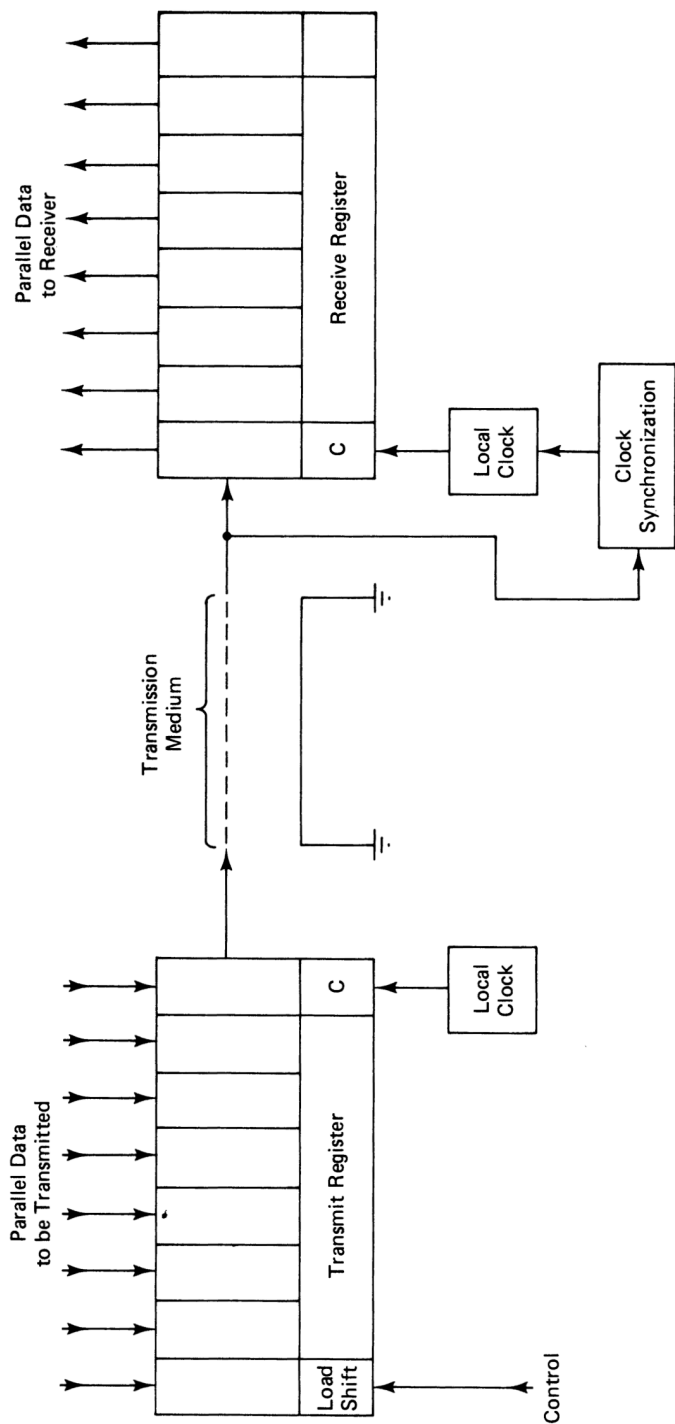 Parallel Data
to be Transmitted
Load
Shift
Transmit Register
C
Control
Local
Clock
Transmission
Medium
Parallel Data
to Receiver
C
Receive Register
Local
Clock
Clock
Synchronization